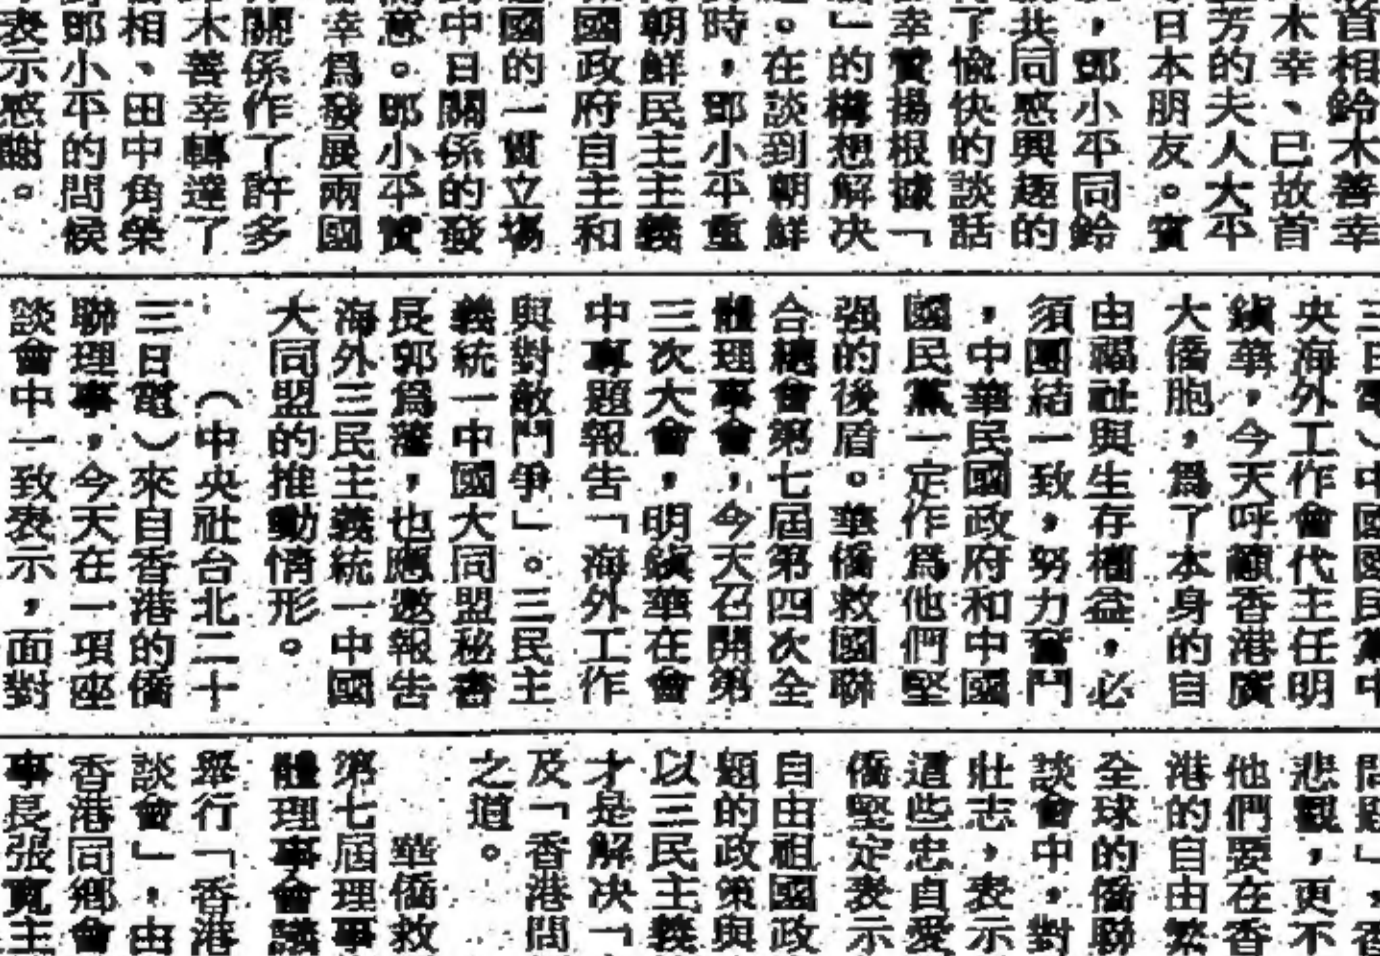 首相鈴木善幸
木幸、已故首
芳的夫人大平
日本朋友。賓
，鄧小平同鈴
共同感興趣的
了愉快的談話
幸贊揚根據「
」的構想解决
。在談到朝鮮
時，鄧小平重
朝鮮民主主義
國政府自主和
國的一貫立場
中日關係的發
意。鄧小平贊
幸爲發展兩國
關係作了許多
木善幸轉達了
相、田中角榮
鄧小平的問候
表示感謝。
三日電）中國國民黨中
央海外工作會代主任明
鎮華，今天呼籲香港廣
大僑胞，爲了本身的自
由福祉與生存權益，必
須團結一致，努力奮鬥
，中華民國政府和中國
國民黨一定作爲他們堅
强的後盾。華僑救國聯
合總會第七屆第四次全
體理事會，今天召開第
三次大會，明鎮華在會
中專題報告「海外工作
與對敵鬥爭」。三民主
義統一中國大同盟秘書
長郭爲藩，也應邀報告
海外三民主義統一中國
大同盟的推動情形。
（中央社台北二十
三日電）來自香港的僑
聯理事，今天在一項座
談會中一致表示，面對
問題」，香
悲觀，更不
他們要在香
港的自由繁
全球的僑聯
談會中，對
壯志，表示
這些忠自愛
僑堅定表示
自由祖國政
題的政策與
以三民主義
才是解决「
及「香港問
之道。
華僑救
第七屆理事
體理事會議
舉行「香港
談會」，由
香港同鄉會
事長張寬主